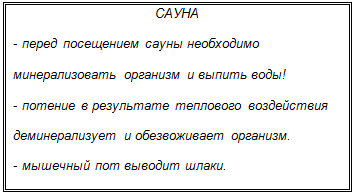 САУНА
- перед посещением сауны необходимо
минерализовать организм и выпить воды!
- потение в результате теплового воздействия
деминерализует и обезвоживает организм.
- мышечный пот выводит шлаки.